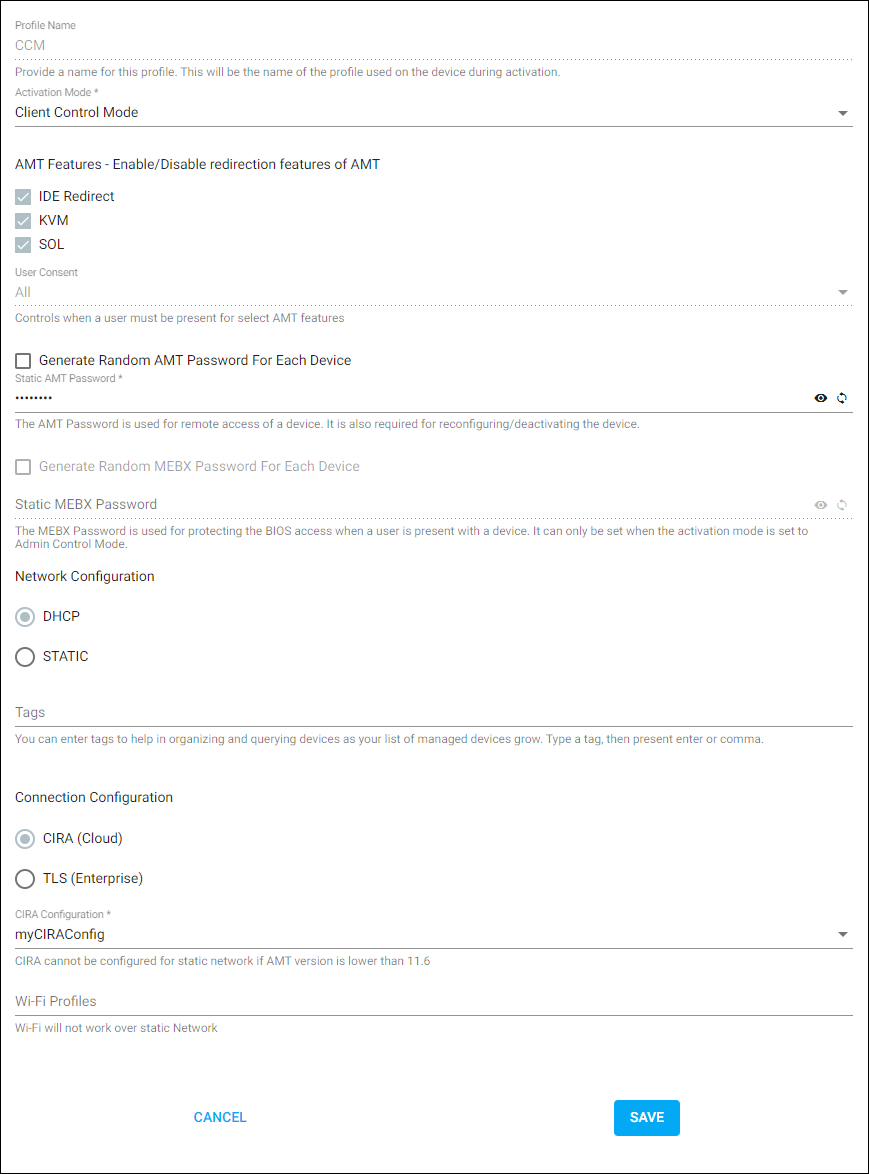 Profile Name
CCM
Provide a name for this profile. This will be the name of the profile used on the device during activation.
Activation Mode *
Client Control Mode
AMT Features - Enable/Disable redirection features of AMT
IDE Redirect
KVM
SOL
User Consent
All
Controls when a user must be present for select AMT features
Generate Random AMT Password For Each Device
Static AMT Password *
••••••••
The AMT Password is used for remote access of a device. It is also required for reconfiguring/deactivating the device.
Generate Random MEBX Password For Each Device
Static MEBX Password
The MEBX Password is used for protecting the BIOS access when a user is present with a device. It can only be set when the activation mode is set to
Admin Control Mode.
Network Configuration
DHCP
STATIC
Tags
You can enter tags to help in organizing and querying devices as your list of managed devices grow. Type a tag, then present enter or comma.
Connection Configuration
CIRA (Cloud)
TLS (Enterprise)
CIRA Configuration *
myCIRAConfig
CIRA cannot be configured for static network if AMT version is lower than 11.6
Wi-Fi Profiles
Wi-Fi will not work over static Network
CANCEL
SAVE